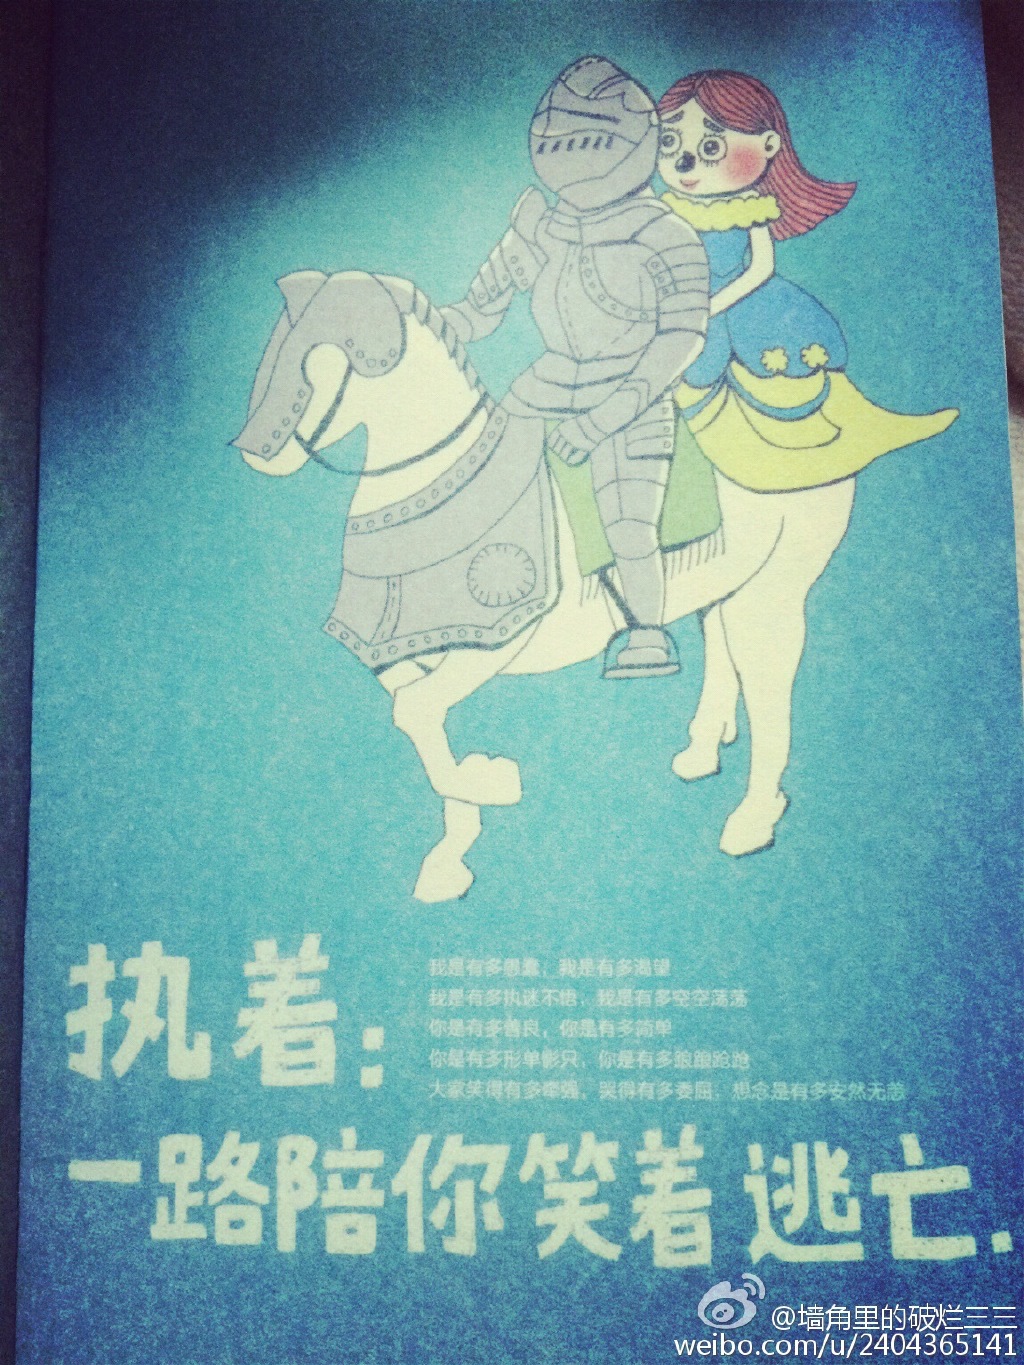 执着：
我是有多愚蠢，我是有多渴望
我是有多执迷不悟，我是有多空空荡荡
你是有多善良，你是有多简单
你是有多形单影只，你是有多踉踉跄跄
大家笑得有多牵强，哭得有多委屈，想念是有多安然无恙
一路陪你笑着逃亡.
@墙角里的破烂三三
weibo.com/u/2404365141